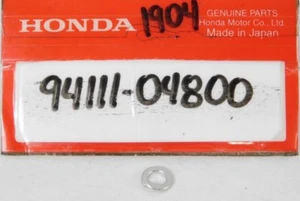 1904
GENUINE PARTS
HONDA
Honda Motor Co., Ltd.
Made in Japan
94111-04800